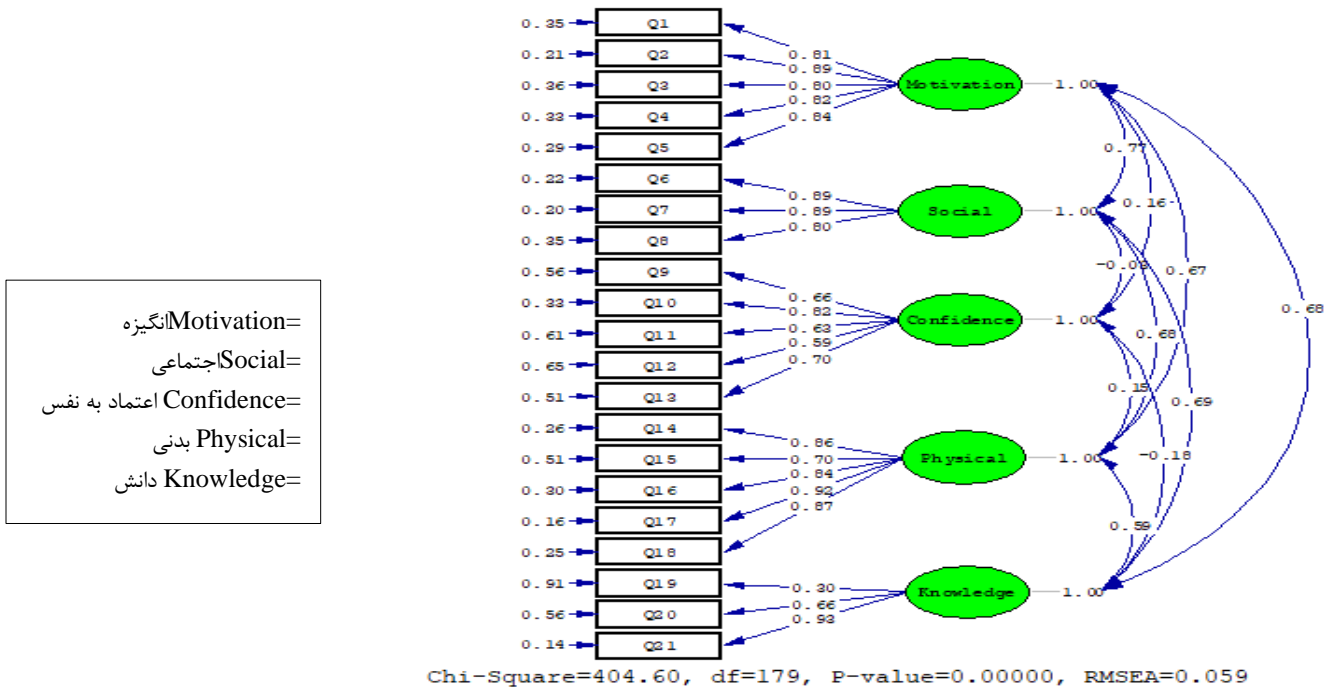 =Motivationانگیزه
=Socialاجتماعی
=Confidence اعتماد به نفس
=Physical بدنی
=Knowledge دانش
0.35 Q1
0.21 Q2
0.36 Q3
0.33 Q4
0.29 Q5
0.22 Q6
0.20 Q7
0.35 Q8
0.56 Q9
0.33 Q10
0.61 Q11
0.65 Q12
0.51 Q13
0.26 Q14
0.51 Q15
0.30 Q16
0.16 Q17
0.25 Q18
0.91 Q19
0.56 Q20
0.14 Q21
0.81
0.89
0.80
0.82
0.84
0.89
0.89
0.80
0.66
0.82
0.63
0.59
0.70
0.86
0.70
0.84
0.92
0.87
0.30
0.66
0.93
Motivation 1.00
Social 1.00
Confidence 1.00
Physical 1.00
Knowledge 1.00
0.77
0.16
0.67
0.68
0.68
0.15
0.69
-0.18
0.59
Chi-Square=404.60, df=179, P-value=0.00000, RMSEA=0.059